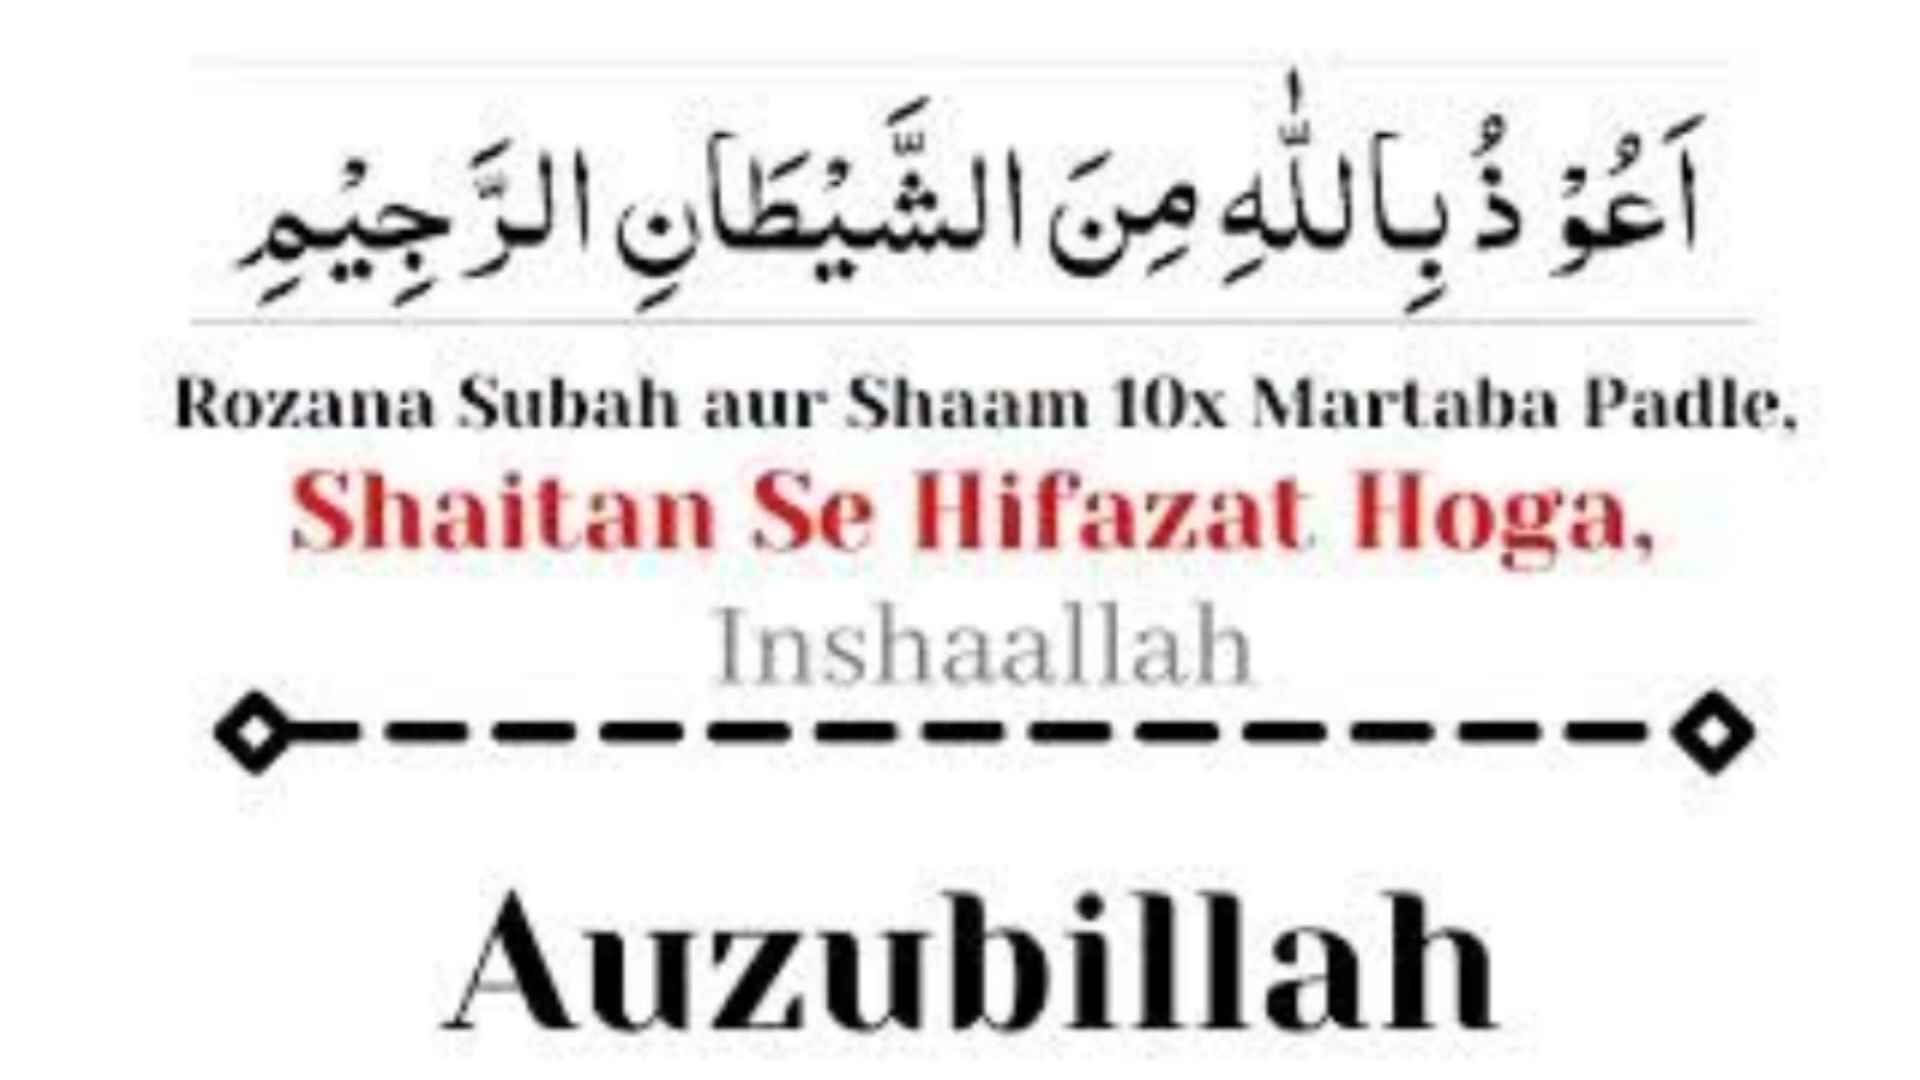 اَعُوْذُ بِاللّٰهِ مِنَ الشَّيْطَانِ الرَّجِيْمِ
Rozana Subah aur Shaam 10x Martaba Padle,
Shaitan Se Hifazat Hoga,
Inshaallah
Auzubillah